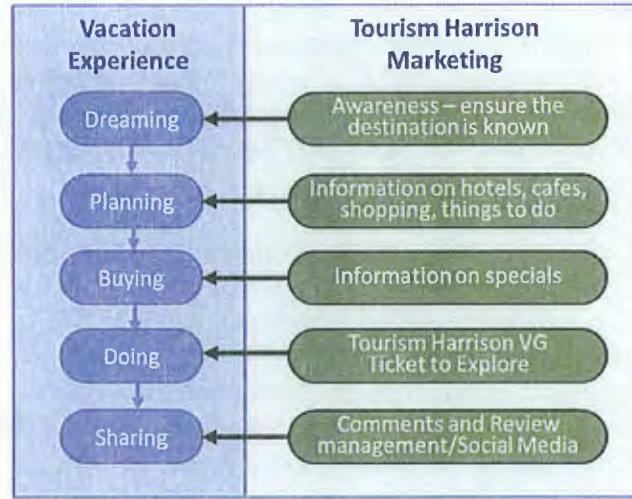 Vacation
Experience
Tourism Harrison
Marketing
Dreaming
Awareness – ensure the
destination is known
Planning
Information on hotels, cafes,
shopping, things to do
Buying
Information on specials
Doing
Tourism Harrison VG
Ticket to Explore
Sharing
Comments and Review
management/Social Media